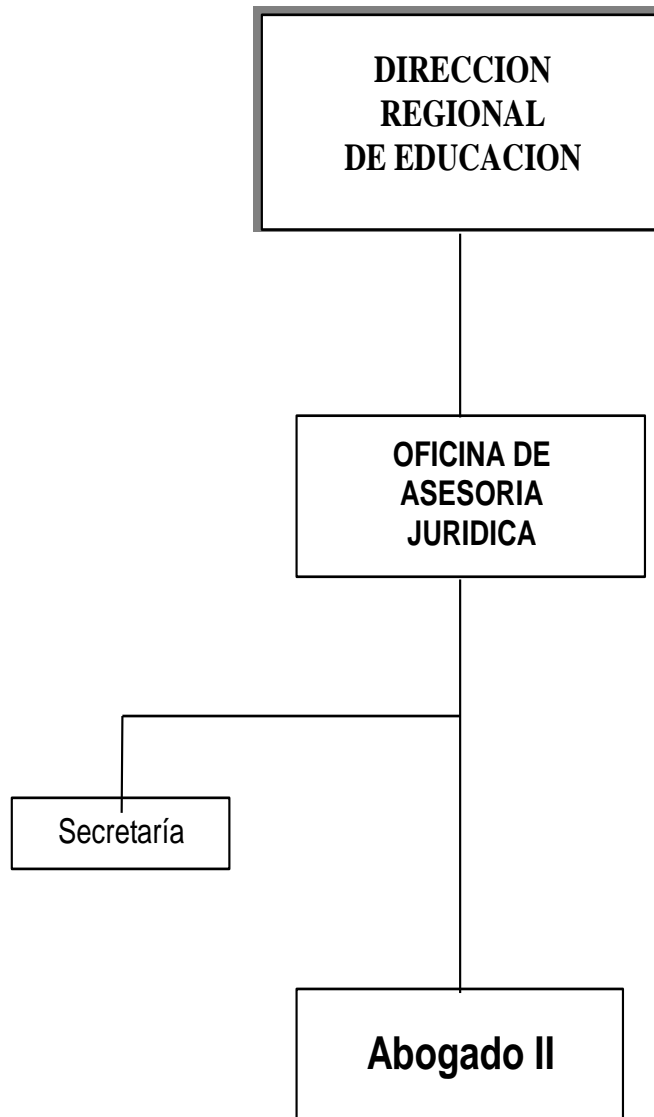 DIRECCION
REGIONAL
DE EDUCACION
OFICINA DE
ASESORIA
JURIDICA
Secretaría
Abogado II